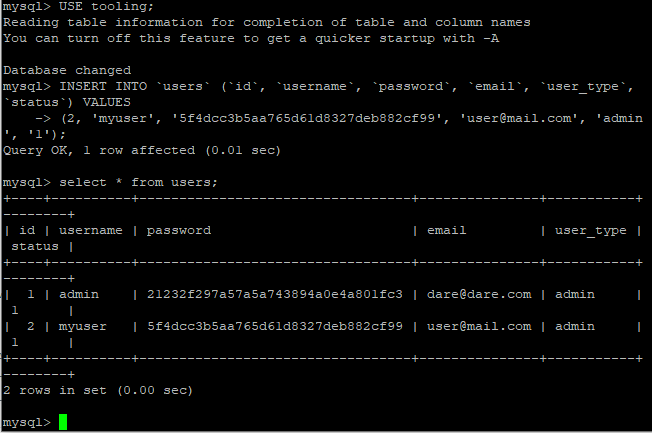 mysql> USE tooling;
Reading table information for completion of table and column names
You can turn off this feature to get a quicker startup with -A
Database changed
mysql> INSERT INTO `users` (`id`, `username`, `password`, `email`, `user_type`,
`status`) VALUES
    -> (2, 'myuser', '5f4dcc3b5aa765d61d8327deb882cf99', 'user@mail.com', 'admin
', '1');
Query OK, 1 row affected (0.01 sec)
mysql> select * from users;
+----+----------+----------------------------------+---------------+-----------+
--------+
| id | username | password                         | email         | user_type |
 status |
+----+----------+----------------------------------+---------------+-----------+
--------+
|  1 | admin    | 21232f297a57a5a743894a0e4a801fc3 | dare@dare.com | admin     |
 1      |
|  2 | myuser   | 5f4dcc3b5aa765d61d8327deb882cf99 | user@mail.com | admin     |
 1      |
+----+----------+----------------------------------+---------------+-----------+
--------+
2 rows in set (0.00 sec)
mysql>